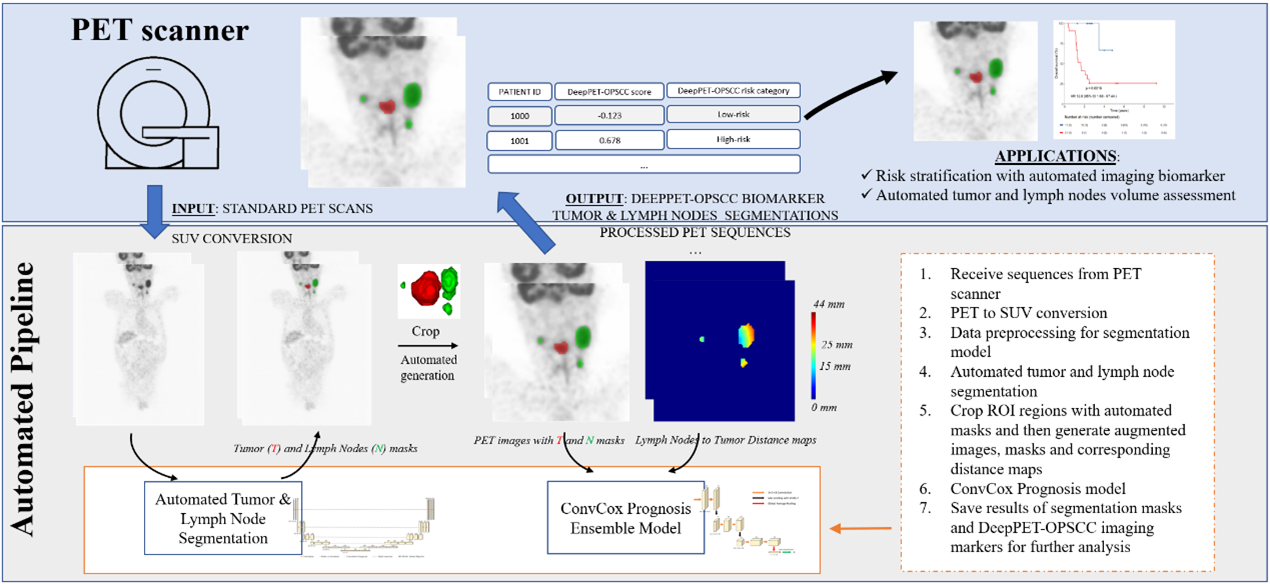 PET scanner
PATIENT ID
DeepPET-OPSCC score
DeepPET-OPSCC risk category
1000
-0.123
Low-risk
1001
0.678
High-risk
...
APPLICATIONS:
✓ Risk stratification with automated imaging biomarker
✓ Automated tumor and lymph nodes volume assessment
INPUT: STANDARD PET SCANS
OUTPUT: DEEPPET-OPSCC BIOMARKER
TUMOR & LYMPH NODES SEGMENTATIONS
PROCESSED PET SEQUENCES
...
Automated Pipeline
SUV CONVERSION
Crop
Automated
generation
44 mm
25 mm
15 mm
0 mm
Tumor (T) and Lymph Nodes (N) masks
PET images with T and N masks
Lymph Nodes to Tumor Distance maps
Automated Tumor &
Lymph Node
Segmentation
ConvCox Prognosis
Ensemble Model
1. Receive sequences from PET
scanner
2. PET to SUV conversion
3. Data preprocessing for segmentation
model
4. Automated tumor and lymph node
segmentation
5. Crop ROI regions with automated
masks and then generate augmented
images, masks and corresponding
distance maps
6. ConvCox Prognosis model
7. Save results of segmentation masks
and DeepPET-OPSCC imaging
markers for further analysis